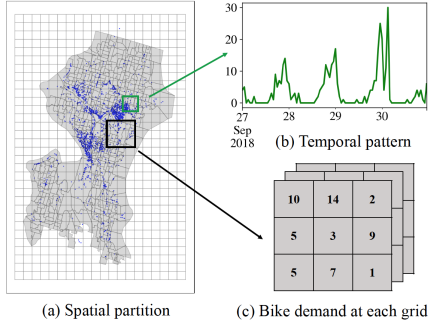 30
20
10
0
27 28 29 30
Sep
2018
(b) Temporal pattern
10 14 2
5 3 9
5 7 1
(a) Spatial partition
(c) Bike demand at each grid